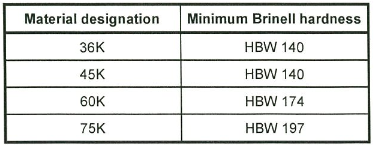 Material designation Minimum Brinell hardness
36K HBW 140
45K HBW 140
60K HBW 174
75K HBW 197